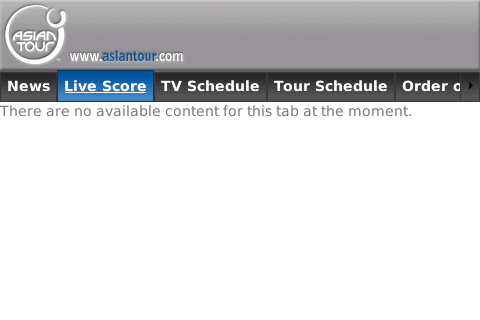 ASIAN
TOUR
www.asiantour.com
News Live Score TV Schedule Tour Schedule Order o
There are no available content for this tab at the moment.